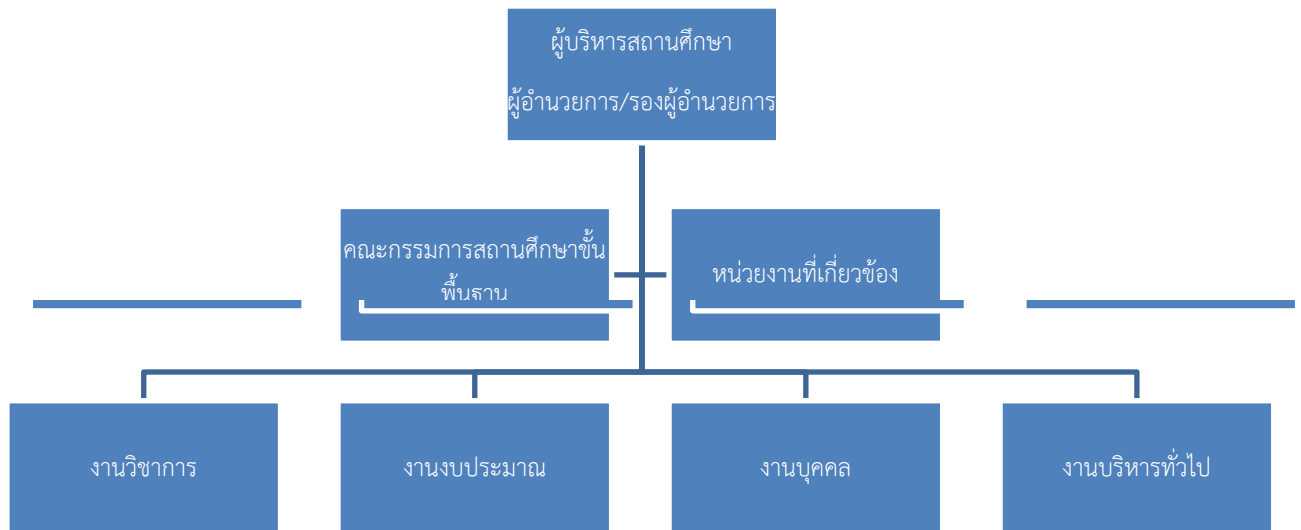 ผู้บริหารสถานศึกษา
ผู้อำนวยการ/รองผู้อำนวยการ
คณะกรรมการสถานศึกษาขั้น
พื้นฐาน
หน่วยงานที่เกี่ยวข้อง
งานวิชาการ
งานงบประมาณ
งานบุคคล
งานบริหารทั่วไป